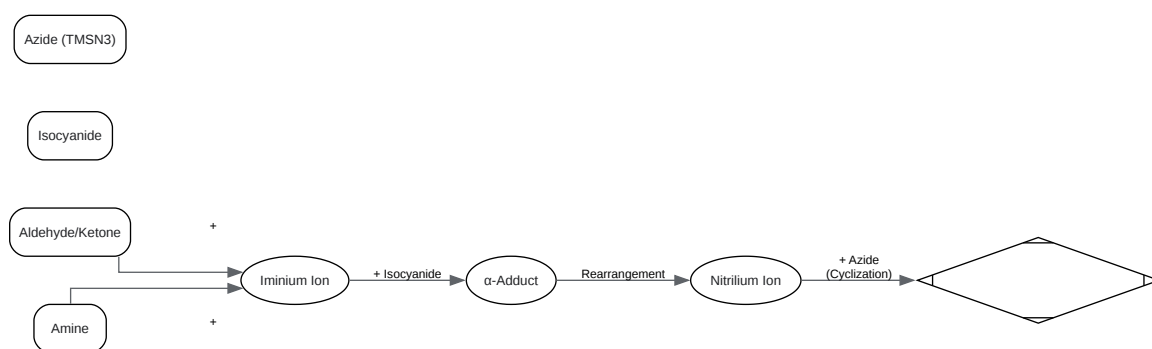 Azide (TMSN3)
Isocyanide
Aldehyde/Ketone
+
Iminium Ion
+ Isocyanide
α-Adduct
Rearrangement
Nitrilium Ion
+ Azide
(Cyclization)
Amine
+